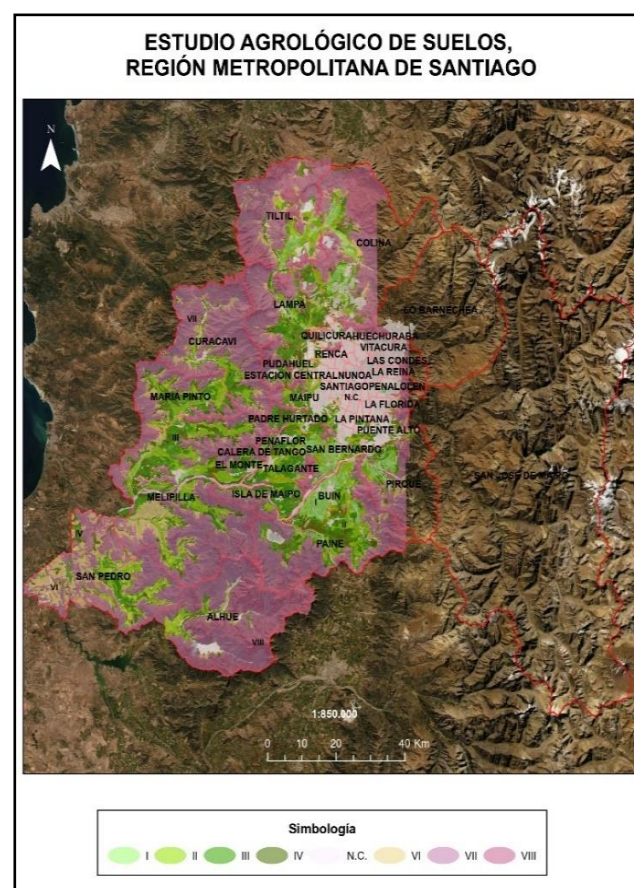 ESTUDIO AGROLÓGICO DE SUELOS,
REGIÓN METROPOLITANA DE SANTIAGO
N
TILTIL
COLINA
LAMPA
LO BARNECHEA
VII
CURACAVI
QUILICURA HUECHURABA
VITACURA
RENCA
PUDAHUEL
LAS CONDES
LA REINA
ESTACIÓN CENTRAL NUNOA
SANTIAGO PENALOLEN
MARIA PINTO
MAIPU
N.C.
LA FLORIDA
PADRE HURTADO
LA PINTANA
PUENTE ALTO
III
PENAFLOR
CALERA DE TANGO
SAN BERNARDO
EL MONTE
TALAGANTE
PIRQUE
MELIPILLA
ISLA DE MAIPO
BUIN
I
II
IV
PAINE
SAN PEDRO
VI
ALHUE
VIII
1:850.000
0 10 20 40 Km
Simbología
I II III IV N.C. VI VII VIII